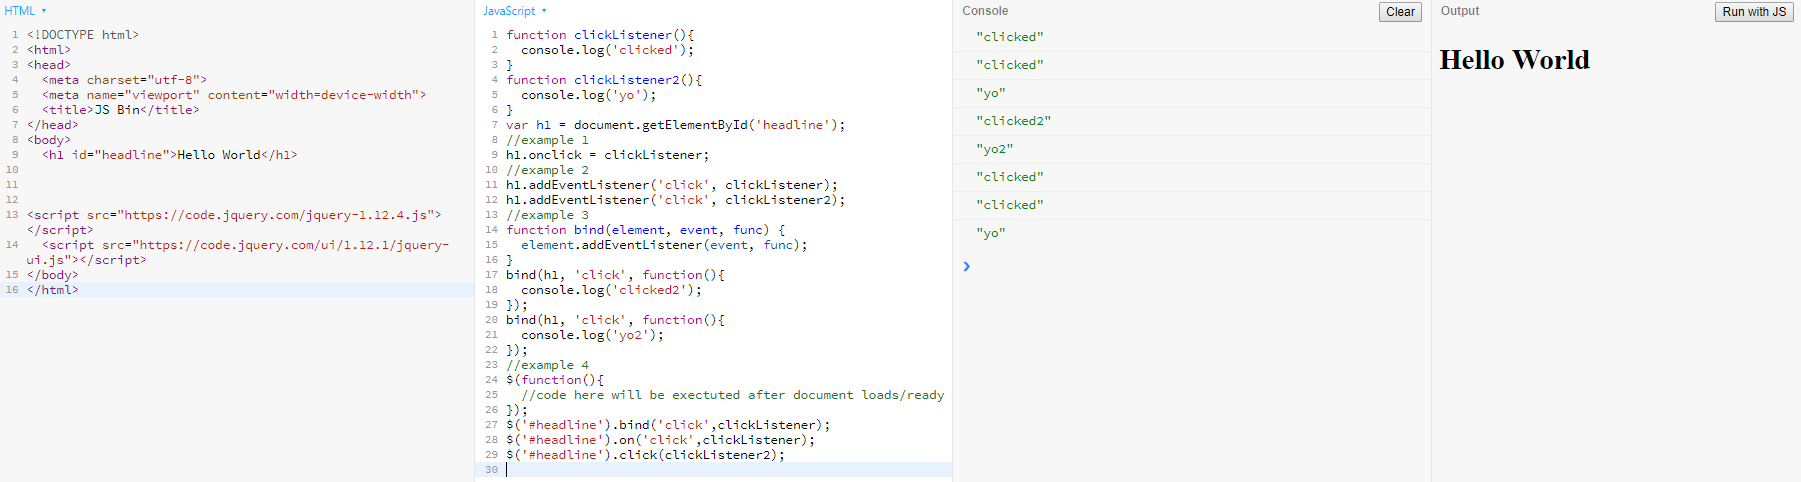 HTML ▾
1 <!DOCTYPE html>
2 <html>
3 <head>
4   <meta charset="utf-8">
5   <meta name="viewport" content="width=device-width">
6   <title>JS Bin</title>
7 </head>
8 <body>
9   <h1 id="headline">Hello World</h1>
10
11
12
13 <script src="https://code.jquery.com/jquery-1.12.4.js">
</script>
14   <script src="https://code.jquery.com/ui/1.12.1/jquery-
ui.js"></script>
15 </body>
16 </html>
JavaScript ▾
1 function clickListener(){
2   console.log('clicked');
3 }
4 function clickListener2(){
5   console.log('yo');
6 }
7 var h1 = document.getElementById('headline');
8 //example 1
9 h1.onclick = clickListener;
10 //example 2
11 h1.addEventListener('click', clickListener);
12 h1.addEventListener('click', clickListener2);
13 //example 3
14 function bind(element, event, func) {
15   element.addEventListener(event, func);
16 }
17 bind(h1, 'click', function(){
18   console.log('clicked2');
19 });
20 bind(h1, 'click', function(){
21   console.log('yo2');
22 });
23 //example 4
24 $(function(){
25   //code here will be exectuted after document loads/ready
26 });
27 $('#headline').bind('click',clickListener);
28 $('#headline').on('click',clickListener);
29 $('#headline').click(clickListener2);
30
Console Clear
"clicked"
"clicked"
"yo"
"clicked2"
"yo2"
"clicked"
"clicked"
"yo"
›
Output Run with JS
Hello World